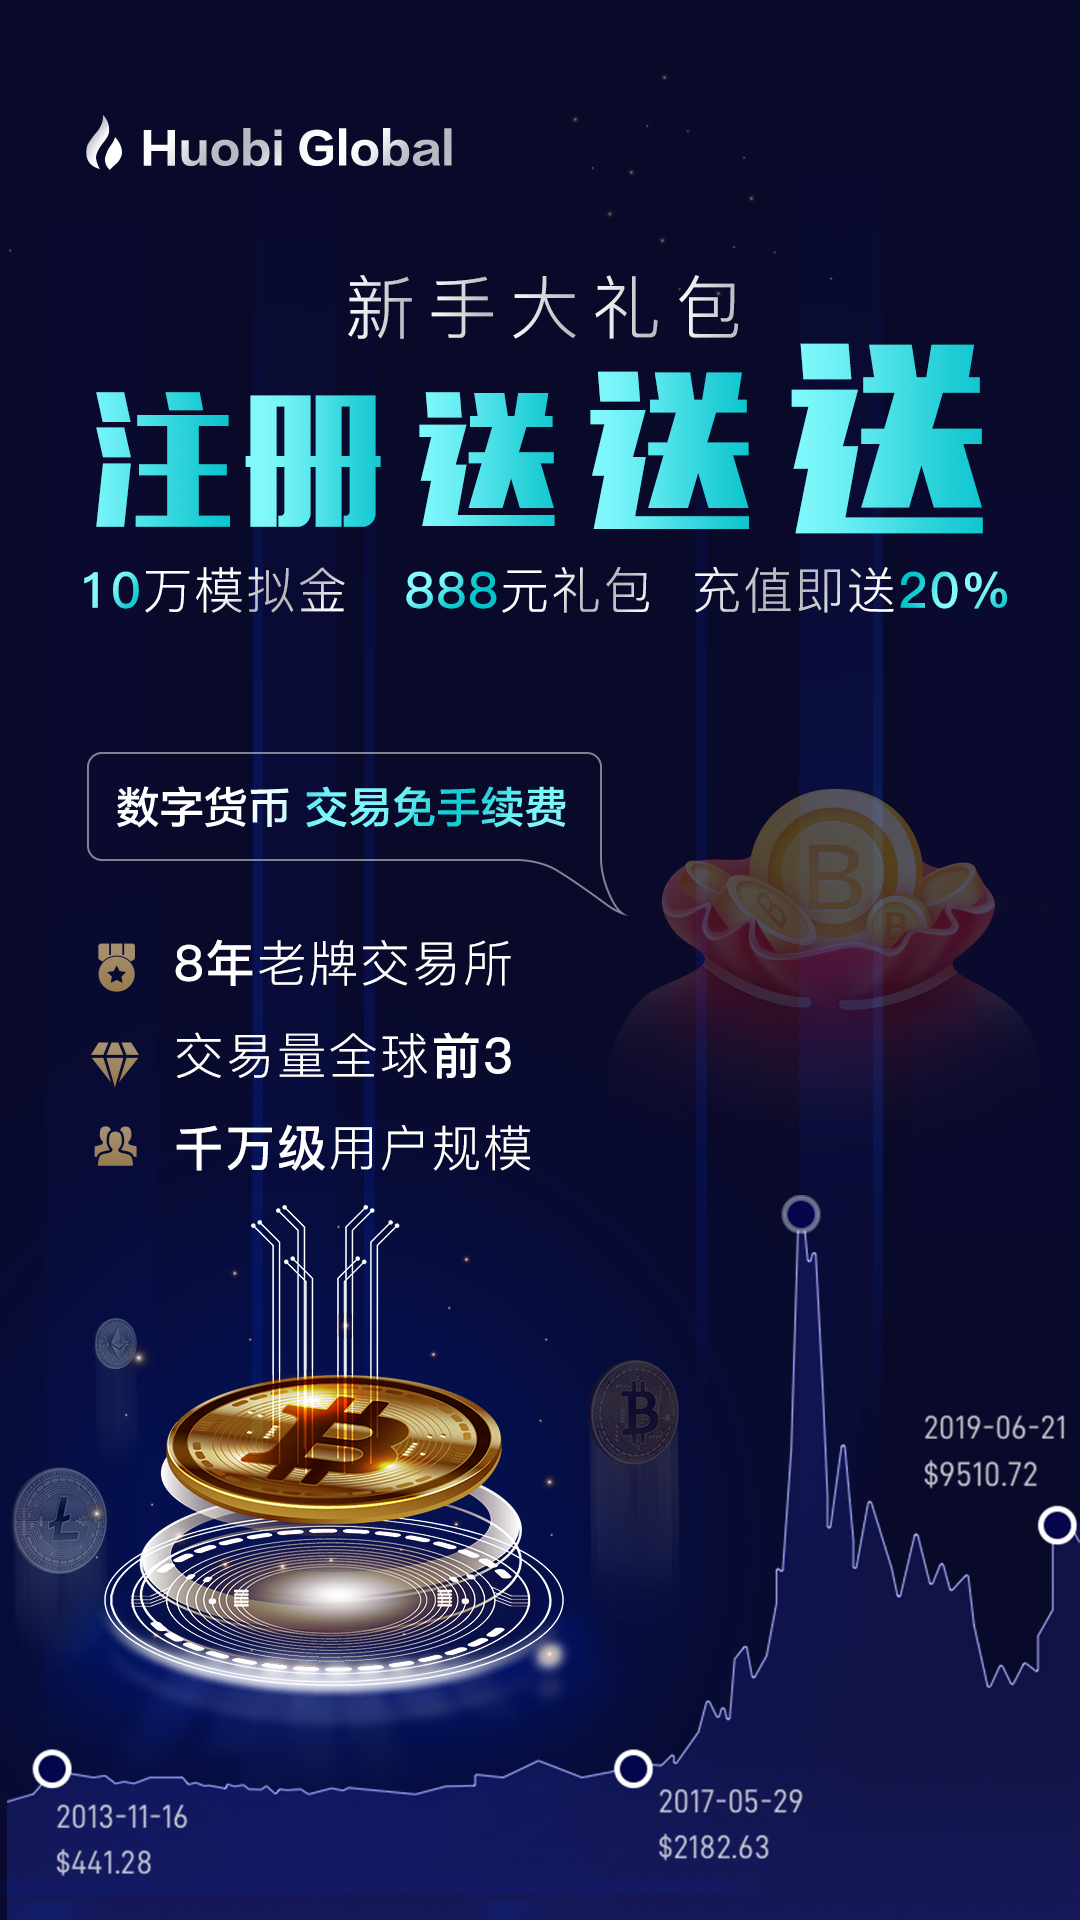 Huobi Global
新手大礼包
注册送送送
10万模拟金 888元礼包 充值即送20%
数字货币 交易免手续费
8年老牌交易所
交易量全球前3
千万级用户规模
2019-06-21
$9510.72
2017-05-29
$2182.63
2013-11-16
$441.28